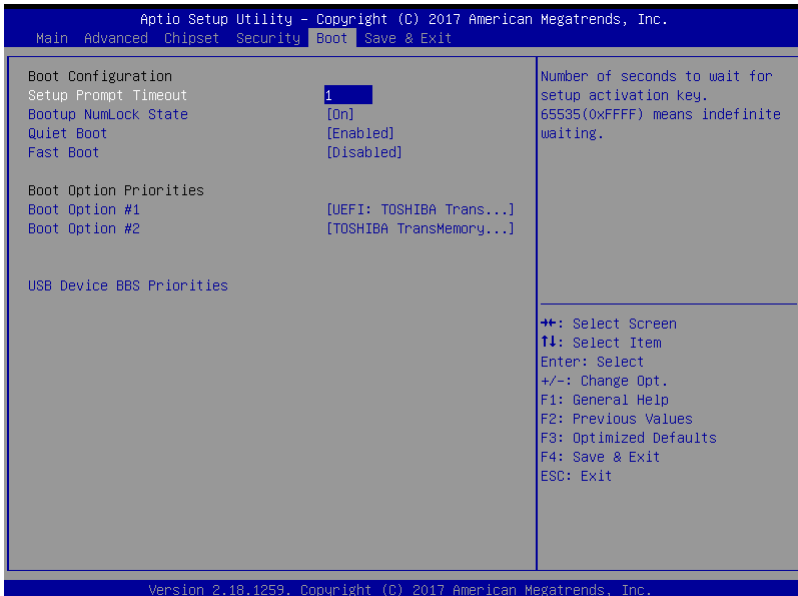 Aptio Setup Utility – Copyright (C) 2017 American Megatrends, Inc.
Main Advanced Chipset Security Boot Save & Exit
Boot Configuration
Setup Prompt Timeout 1
Bootup NumLock State [On]
Quiet Boot [Enabled]
Fast Boot [Disabled]
Boot Option Priorities
Boot Option #1 [UEFI: TOSHIBA Trans...]
Boot Option #2 [TOSHIBA TransMemory...]
USB Device BBS Priorities
Number of seconds to wait for
setup activation key.
65535(0xFFFF) means indefinite
waiting.
→←: Select Screen
↑↓: Select Item
Enter: Select
+/-: Change Opt.
F1: General Help
F2: Previous Values
F3: Optimized Defaults
F4: Save & Exit
ESC: Exit
Version 2.18.1259. Copyright (C) 2017 American Megatrends, Inc.